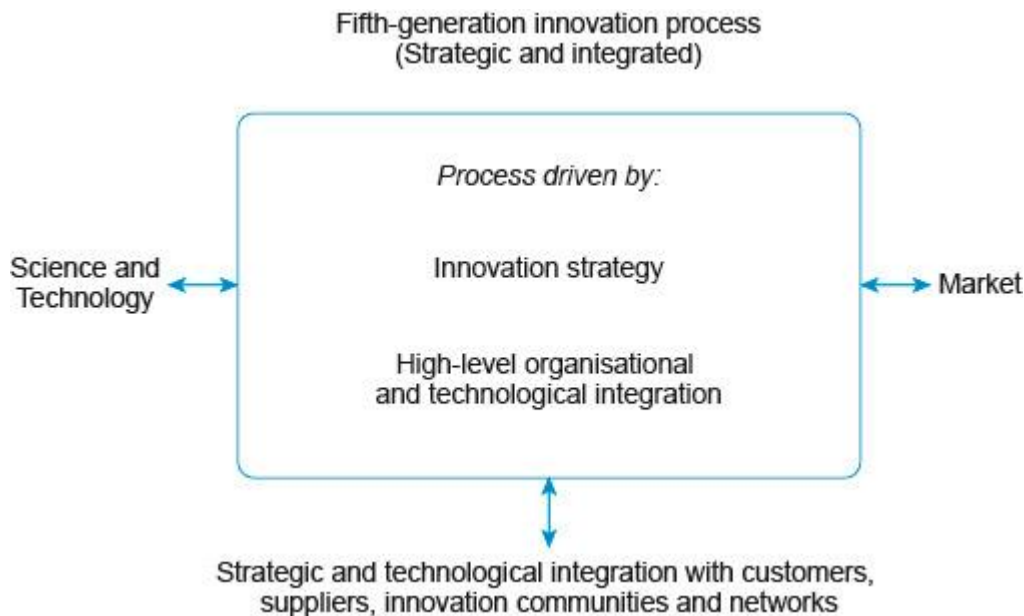 Fifth-generation innovation process
(Strategic and integrated)
Process driven by:
Science and
Technology
Innovation strategy
Market
High-level organisational
and technological integration
Strategic and technological integration with customers,
suppliers, innovation communities and networks